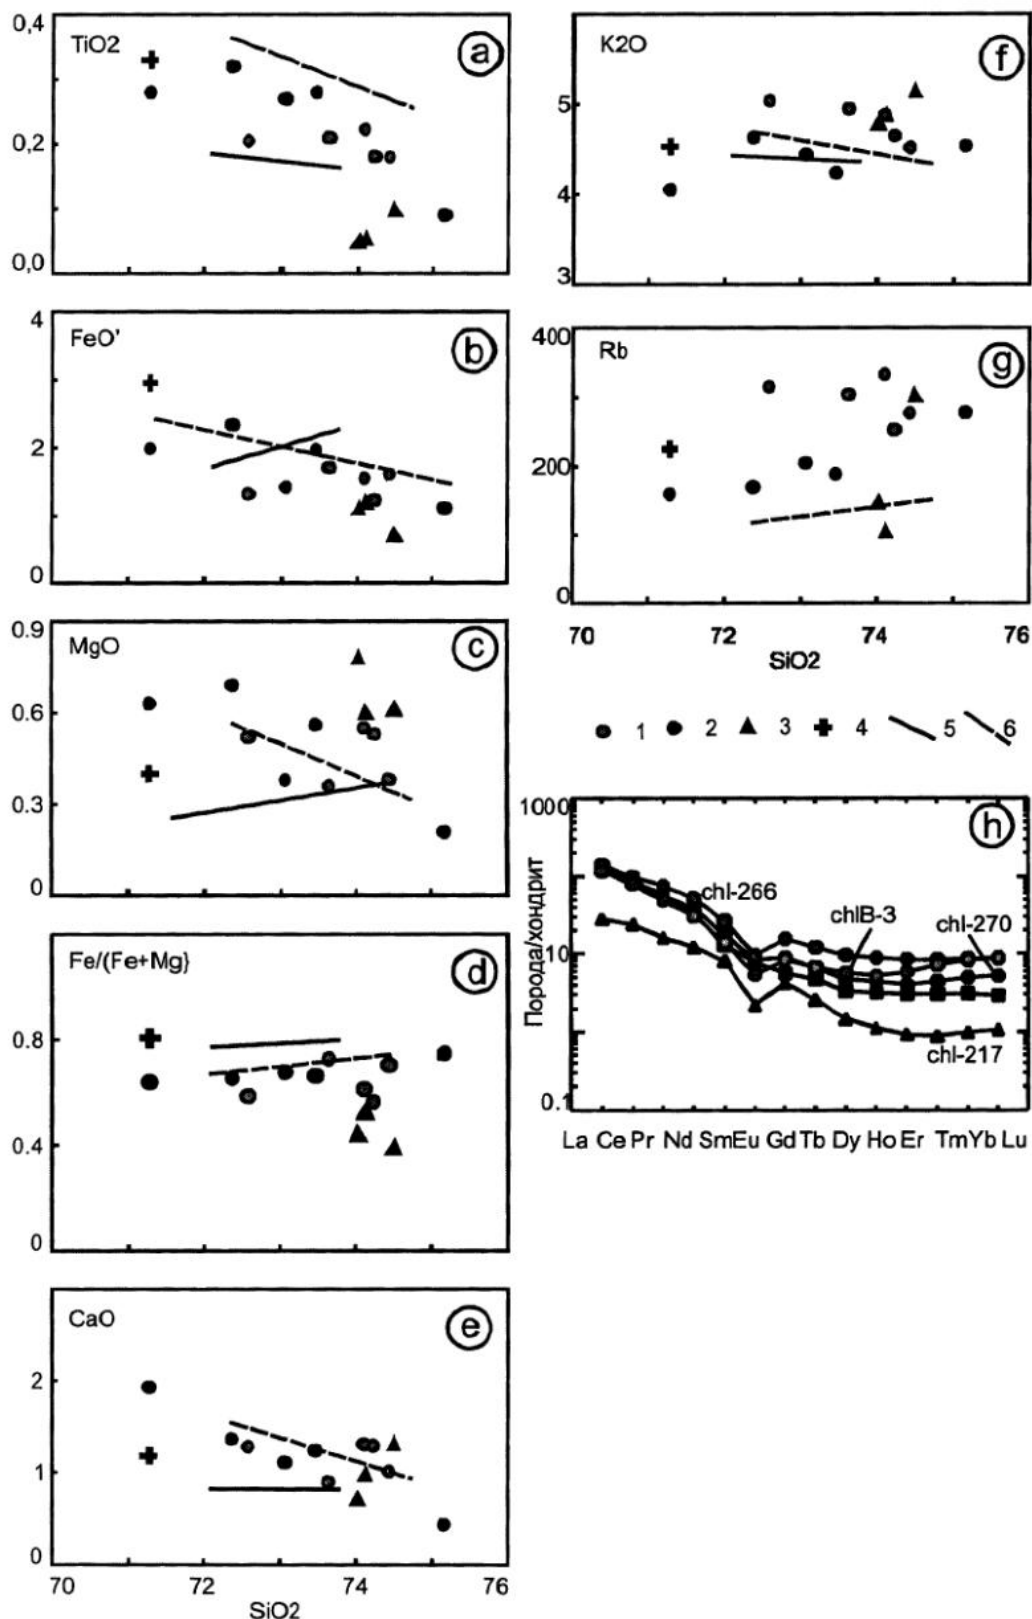 0,4
TiO2
a
0,2
0,0
4
FeO'
b
2
0
0.9
MgO
c
0.6
0.3
0
Fe/(Fe+Mg}
d
0.8
0.4
0
CaO
e
2
1
0
70 72 74 76
SiO2
K2O
f
5
4
3
400
Rb
g
200
0
70 72 74 76
SiO2
1 2 3 4 5 6
1000
h
chl-266
chlB-3
chl-270
10
Порода/хондрит
chl-217
0.1
La Ce Pr Nd Sm Eu Gd Tb Dy Ho Er Tm Yb Lu